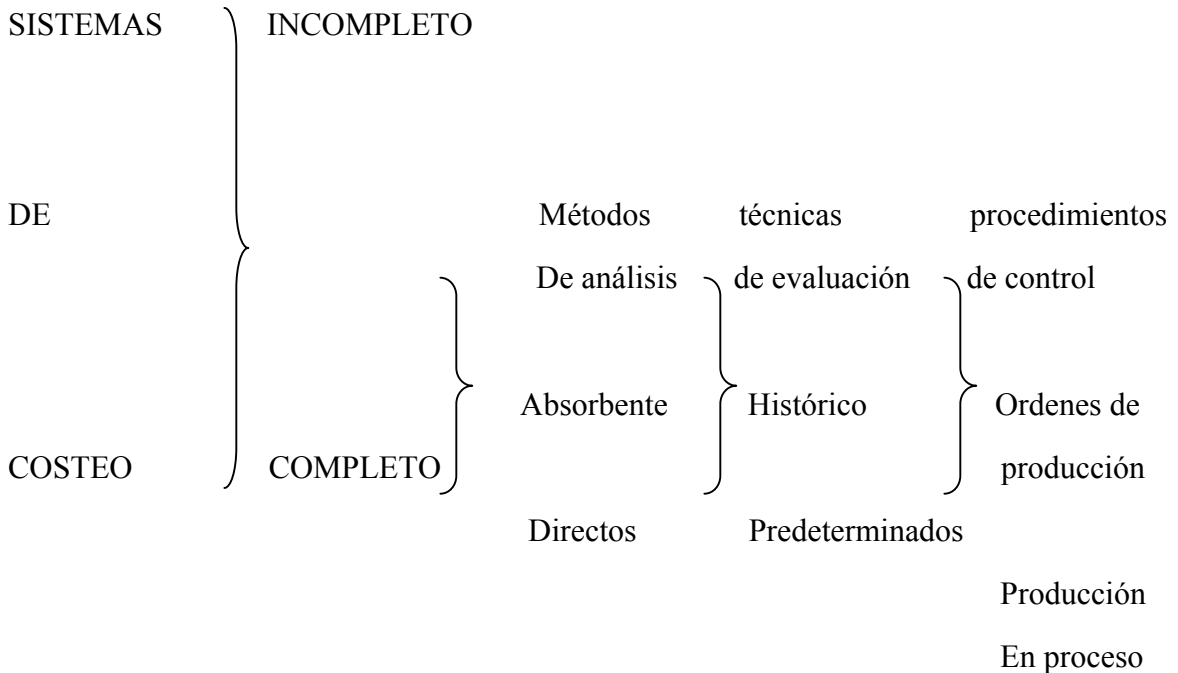 SISTEMAS INCOMPLETO
DE Métodos técnicas procedimientos
De análisis de evaluación de control
Absorbente Histórico Ordenes de
COSTEO COMPLETO producción
Directos Predeterminados
Producción
En proceso